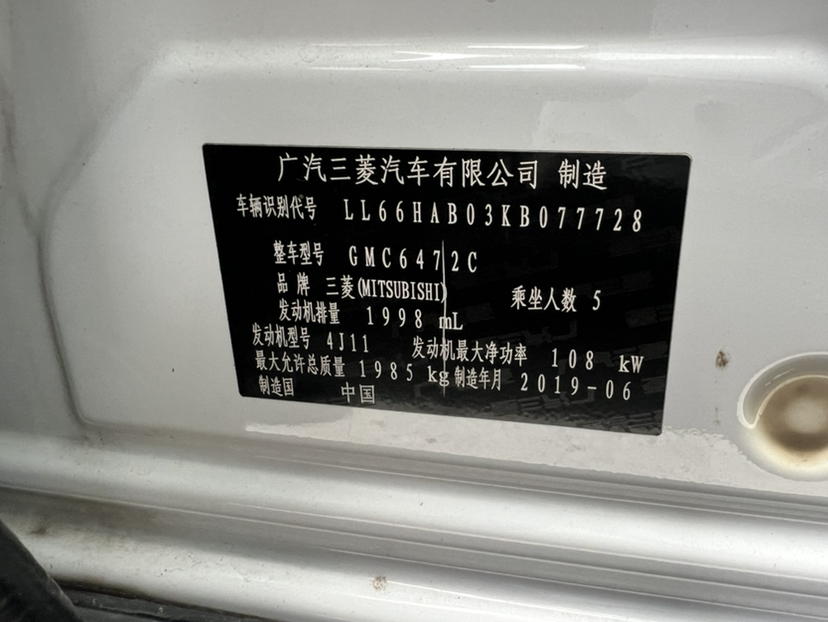 广汽三菱汽车有限公司 制造
车辆识别代号 LL66HAB03KB077728
整车型号 GMC6472C
品牌 三菱(MITSUBISHI) 乘坐人数 5
发动机排量 1998 mL
发动机型号 4J11 发动机最大净功率 108 kW
最大允许总质量 1985 kg 制造年月 2019-06
制造国 中国